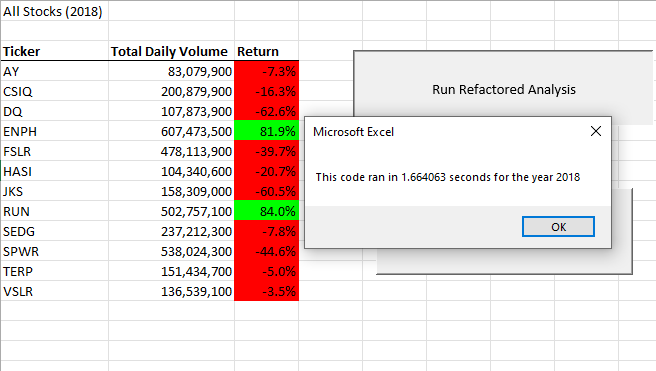 All Stocks (2018)
Ticker Total Daily Volume Return
AY 83,079,900 -7.3%
CSIQ 200,879,900 -16.3%
DQ 107,873,900 -62.6%
ENPH 607,473,500 81.9%
FSLR 478,113,900 -39.7%
HASI 104,340,600 -20.7%
JKS 158,309,000 -60.5%
RUN 502,757,100 84.0%
SEDG 237,212,300 -7.8%
SPWR 538,024,300 -44.6%
TERP 151,434,700 -5.0%
VSLR 136,539,100 -3.5%
Run Refactored Analysis
Microsoft Excel
This code ran in 1.664063 seconds for the year 2018
OK